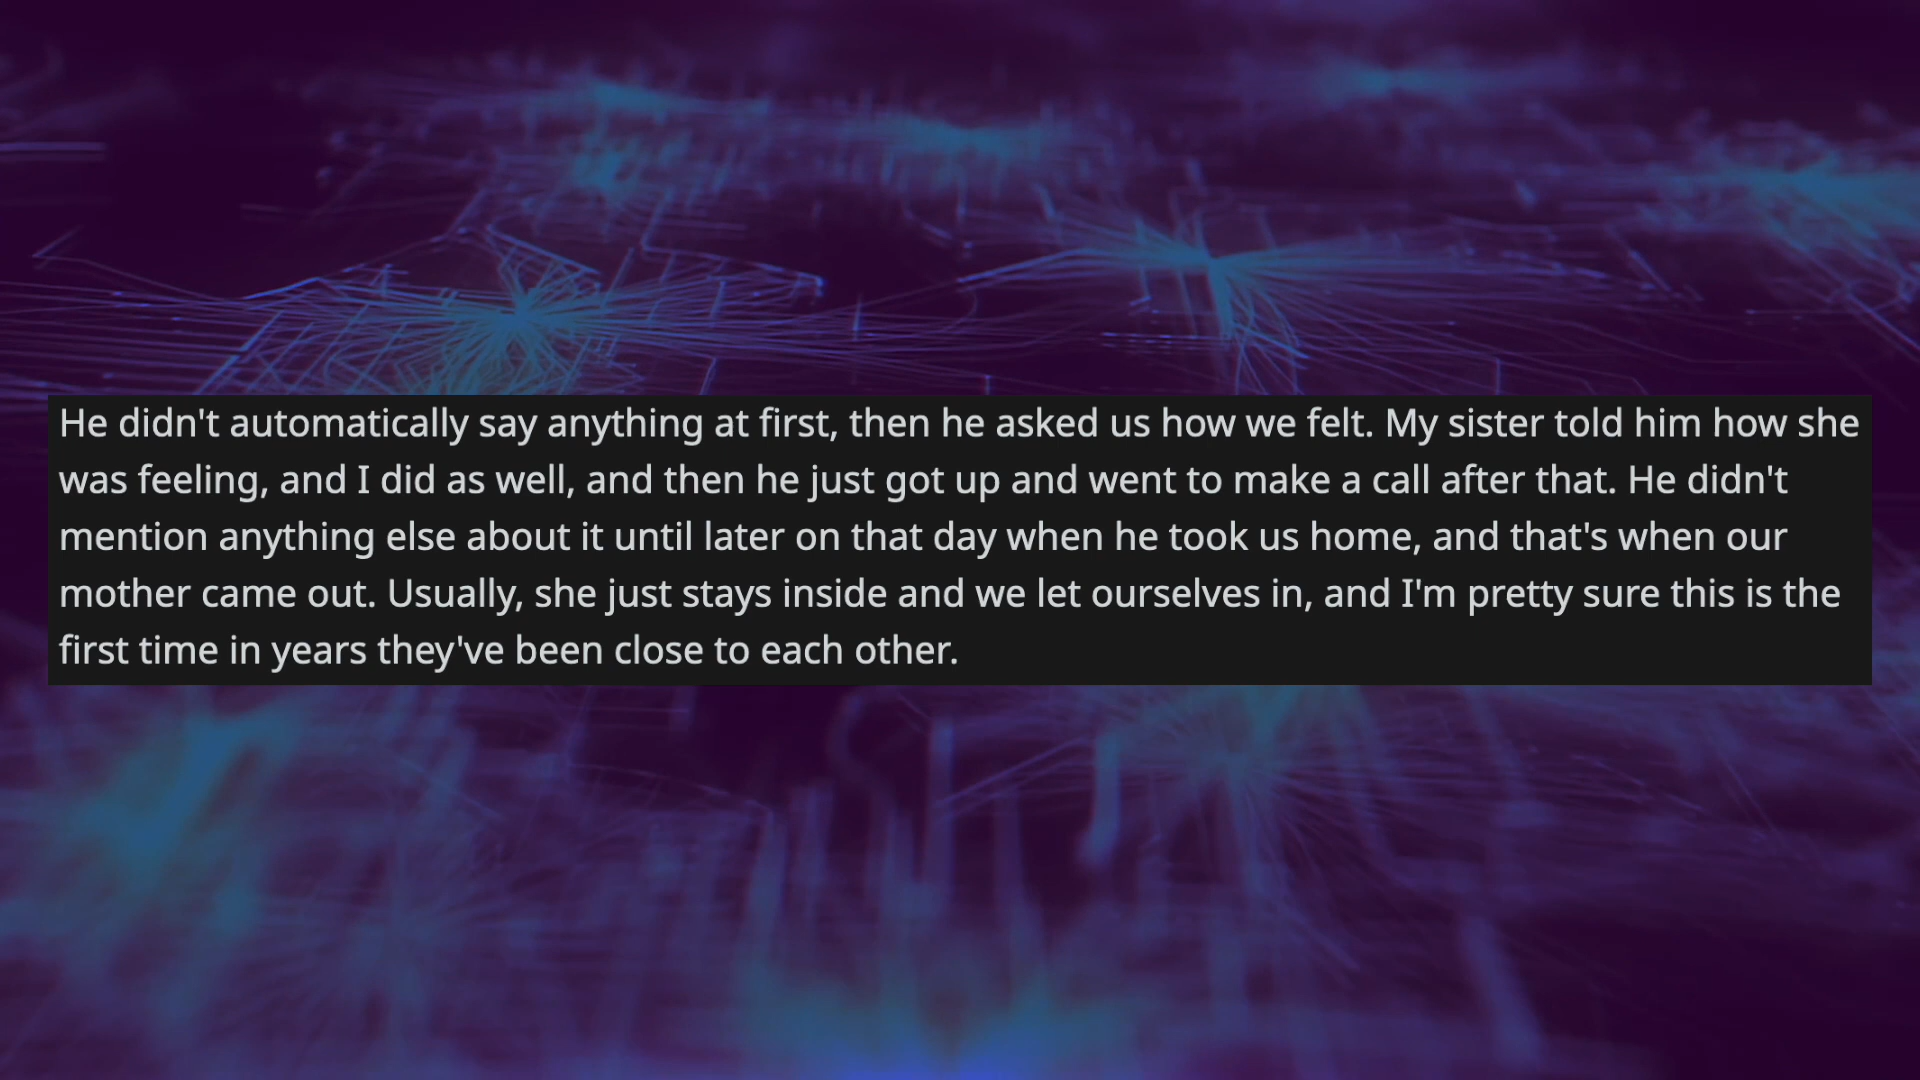 He didn't automatically say anything at first, then he asked us how we felt. My sister told him how she
was feeling, and I did as well, and then he just got up and went to make a call after that. He didn't
mention anything else about it until later on that day when he took us home, and that's when our
mother came out. Usually, she just stays inside and we let ourselves in, and I'm pretty sure this is the
first time in years they've been close to each other.